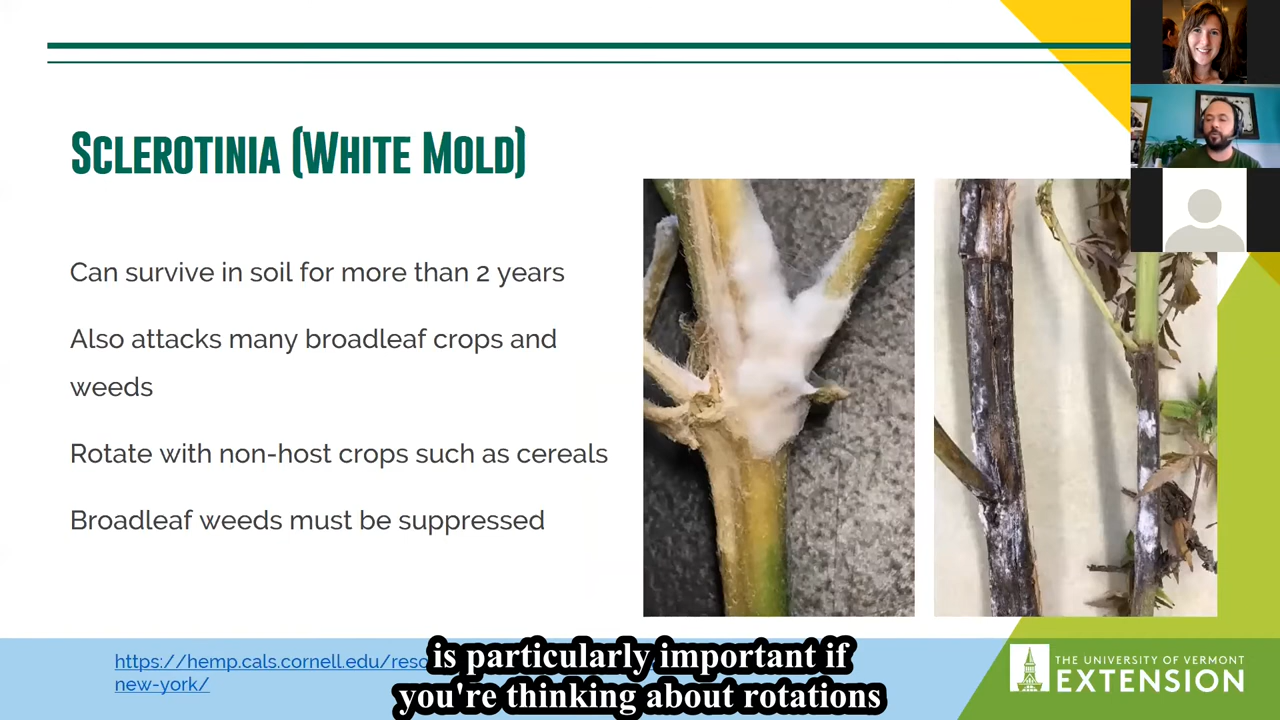 Sclerotinia (White Mold)
Can survive in soil for more than 2 years
Also attacks many broadleaf crops and
weeds
Rotate with non-host crops such as cereals
Broadleaf weeds must be suppressed
https://hemp.cals.cornell.edu/reso
new-york/
is particularly important if
you're thinking about rotations
THE UNIVERSITY OF VERMONT
EXTENSION